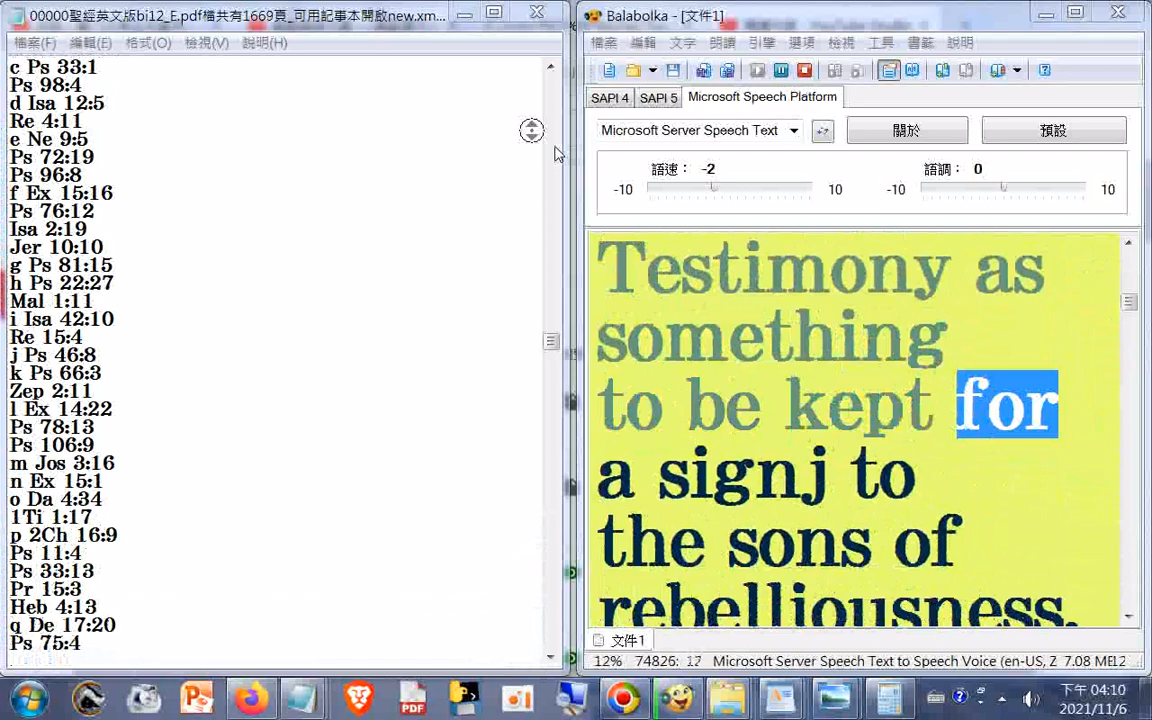 00000聖經英文版bi12_E.pdf檔共有1669頁_可用記事本開啟new.xm...
檔案(F) 編輯(E) 格式(O) 檢視(V) 說明(H)
c Ps 33:1
Ps 98:4
d Isa 12:5
Re 4:11
e Ne 9:5
Ps 72:19
Ps 96:8
f Ex 15:16
Ps 76:12
Isa 2:19
Jer 10:10
g Ps 81:15
h Ps 22:27
Mal 1:11
i Isa 42:10
Re 15:4
j Ps 46:8
k Ps 66:3
Zep 2:11
l Ex 14:22
Ps 78:13
Ps 106:9
m Jos 3:16
n Ex 15:1
o Da 4:34
1Ti 1:17
p 2Ch 16:9
Ps 11:4
Ps 33:13
Pr 15:3
Heb 4:13
q De 17:20
Ps 75:4
Balabolka - [文件1]
檔案 編輯 文字 朗讀 引擎 選項 檢視 工具 書籤 說明
SAPI 4 SAPI 5 Microsoft Speech Platform
Microsoft Server Speech Text 關於 預設
語速： -2 語調： 0
-10 10 -10 10
Testimony as
something
to be kept for
a signj to
the sons of
rebelliousness,
文件1
12% 74826: 12 Microsoft Server Speech Text to Speech Voice (en-US, Z 7.08 ME12
PDF
下午 04:10
2021/11/6